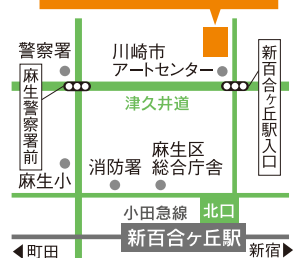 警察署
川崎市
アートセンター
新百合ヶ丘駅入口
麻生警察署前
津久井道
麻生区
総合庁舎
消防署
麻生小
小田急線
北口
新百合ヶ丘駅
町田
新宿